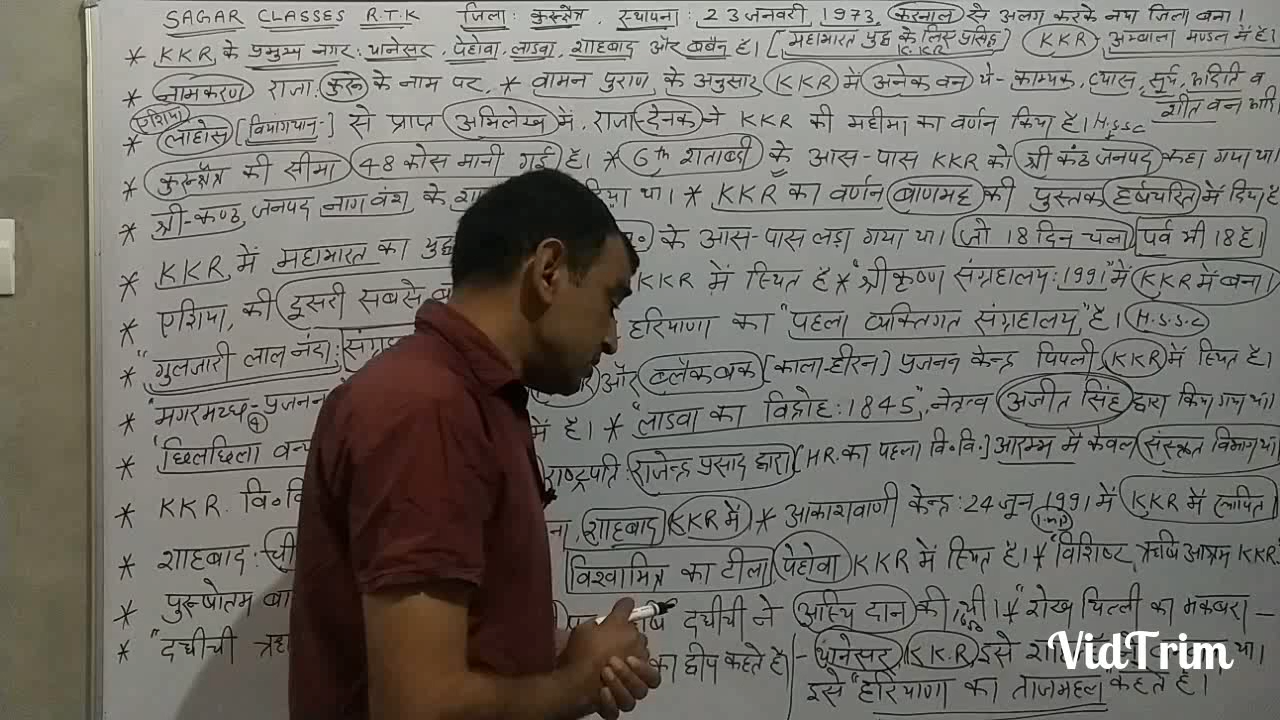 SAGAR CLASSES R.T.K जिला: कुरुक्षेत्र. स्थापना: 23 जनवरी, 1973, करनाल से अलग करके नया जिला बना।
* KKR के प्रमुख नगर: थानेसर, पेहोवा, लाडवा, शाहबाद और बबैन है। [महाभारत युद्ध के लिए प्रसिद्ध K.K.R] KKR अम्बाला मण्डल में है।
* नामकरण राजा कुरू के नाम पर, * वामन पुराण के अनुसार KKR में अनेक वन थे- काम्यक, व्यास, सूर्य, अदिति व शीत वन आदि
* एशिया लाहोस [वियतनाम] से प्राप्त अभिलेख में, राजा देनक ने KKR की महीमा का वर्णन किया है। H.S.S.C
* कुरुक्षेत्र की सीमा 48 कोस मानी गई है। * 6th शताब्दी के आस-पास KKR को श्री कंठ जनपद कहा गया था।
* श्री-कण्ठ जनपद नागवंश के था। * KKR का वर्णन बाणभट्ट की पुस्तक हर्षचरित में दिया है
* KKR में महाभारत का युद्ध के आस-पास लड़ा गया था। जो 18 दिन चला पर्व भी 18 है।
* एशिया, की दूसरी सबसे KKR में स्थित है * "श्री कृष्ण संग्रहालय: 1991" में KKR में बना।
* "गुलजारी लाल नंदा: हरियाणा का "पहला व्यक्तिगत संग्रहालय" है। H.S.S.C
* "मगरमच्छ-प्रजनन और ब्लैकबक [काला-हीरन] प्रजनन केन्द्र पिपली, KKR में स्थित है।
* "छिलछिला में है। * "लाडवा का विद्रोह: 1845", नेतृत्व अजीत सिंह द्वारा किया गया था।
* KKR. वि॰ राष्ट्रपति राजेन्द्र प्रसाद द्वारा [HR. का पहला वि॰वि॰] आरम्भ में केवल संस्कृत विभाग था
* शाहबाद: शाहबाद KKR में * आकाशवाणी केन्द्र: 24 जून 1991 में KKR में स्थापित
* पुरुषोतम विश्वामित्र का टीला पेहोवा KKR में स्थित है। * "विशिष्ट ऋषि आश्रम KKR.
* "दधीची दधीची ने अस्थि दान की थी। * "शेख चिल्ली का मकबरा —
का द्वीप कहते है। - थानेसर, K.K.R इसे था।
इसे "हरियाणा का ताजमहल" कहते है।
VidTrim